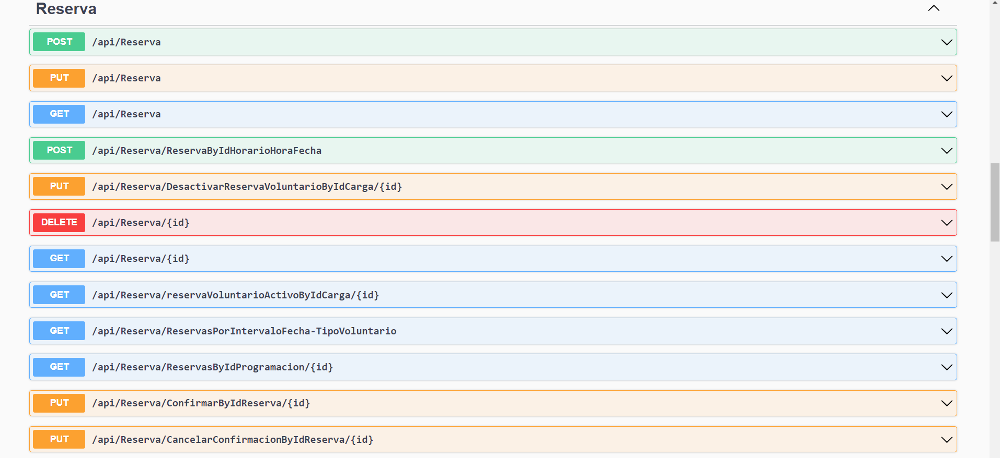 Reserva
POST /api/Reserva
PUT /api/Reserva
GET /api/Reserva
POST /api/Reserva/ReservaByIdHorarioHoraFecha
PUT /api/Reserva/DesactivarReservaVoluntarioByIdCarga/{id}
DELETE /api/Reserva/{id}
GET /api/Reserva/{id}
GET /api/Reserva/reservaVoluntarioActivoByIdCarga/{id}
GET /api/Reserva/ReservasPorIntervaloFecha-TipoVoluntario
GET /api/Reserva/ReservasByIdProgramacion/{id}
PUT /api/Reserva/ConfirmarByIdReserva/{id}
PUT /api/Reserva/CancelarConfirmacionByIdReserva/{id}